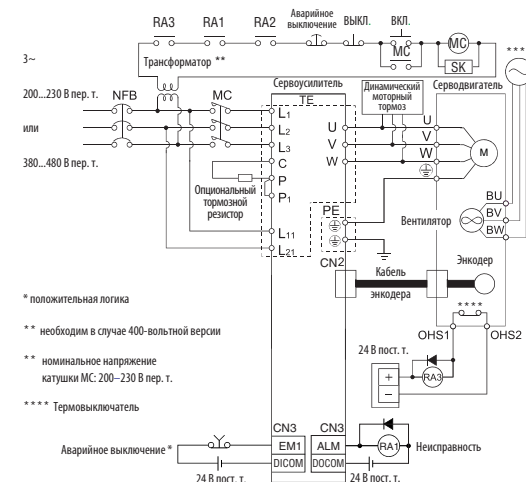 RA3 RA1 RA2 Аварийное выключение ВЫКЛ. ВКЛ.
MC
MC
SK
***
3~
Трансформатор **
200...230 В пер. т.
или
380...480 В пер. т.
NFB
MC
Сервоусилитель
TE
Динамический моторный тормоз
Серводвигатель
L1
L2
L3
C
P
P1
L11
L21
U
V
W
U
V
W
M
Опциональный тормозной резистор
PE
CN2
BU
BV
BW
Вентилятор
Энкодер
Кабель
энкодера
****
OHS1
OHS2
* положительная логика
** необходим в случае 400-вольтной версии
** номинальное напряжение
катушки МС: 200–230 В пер. т.
**** Термовыключатель
24 В пост. т.
+
−
RA3
CN3
CN3
Аварийное выключение *
EM1
ALM
RA1
Неисправность
DICOM
DOCOM
24 В пост. т.
24 В пост. т.